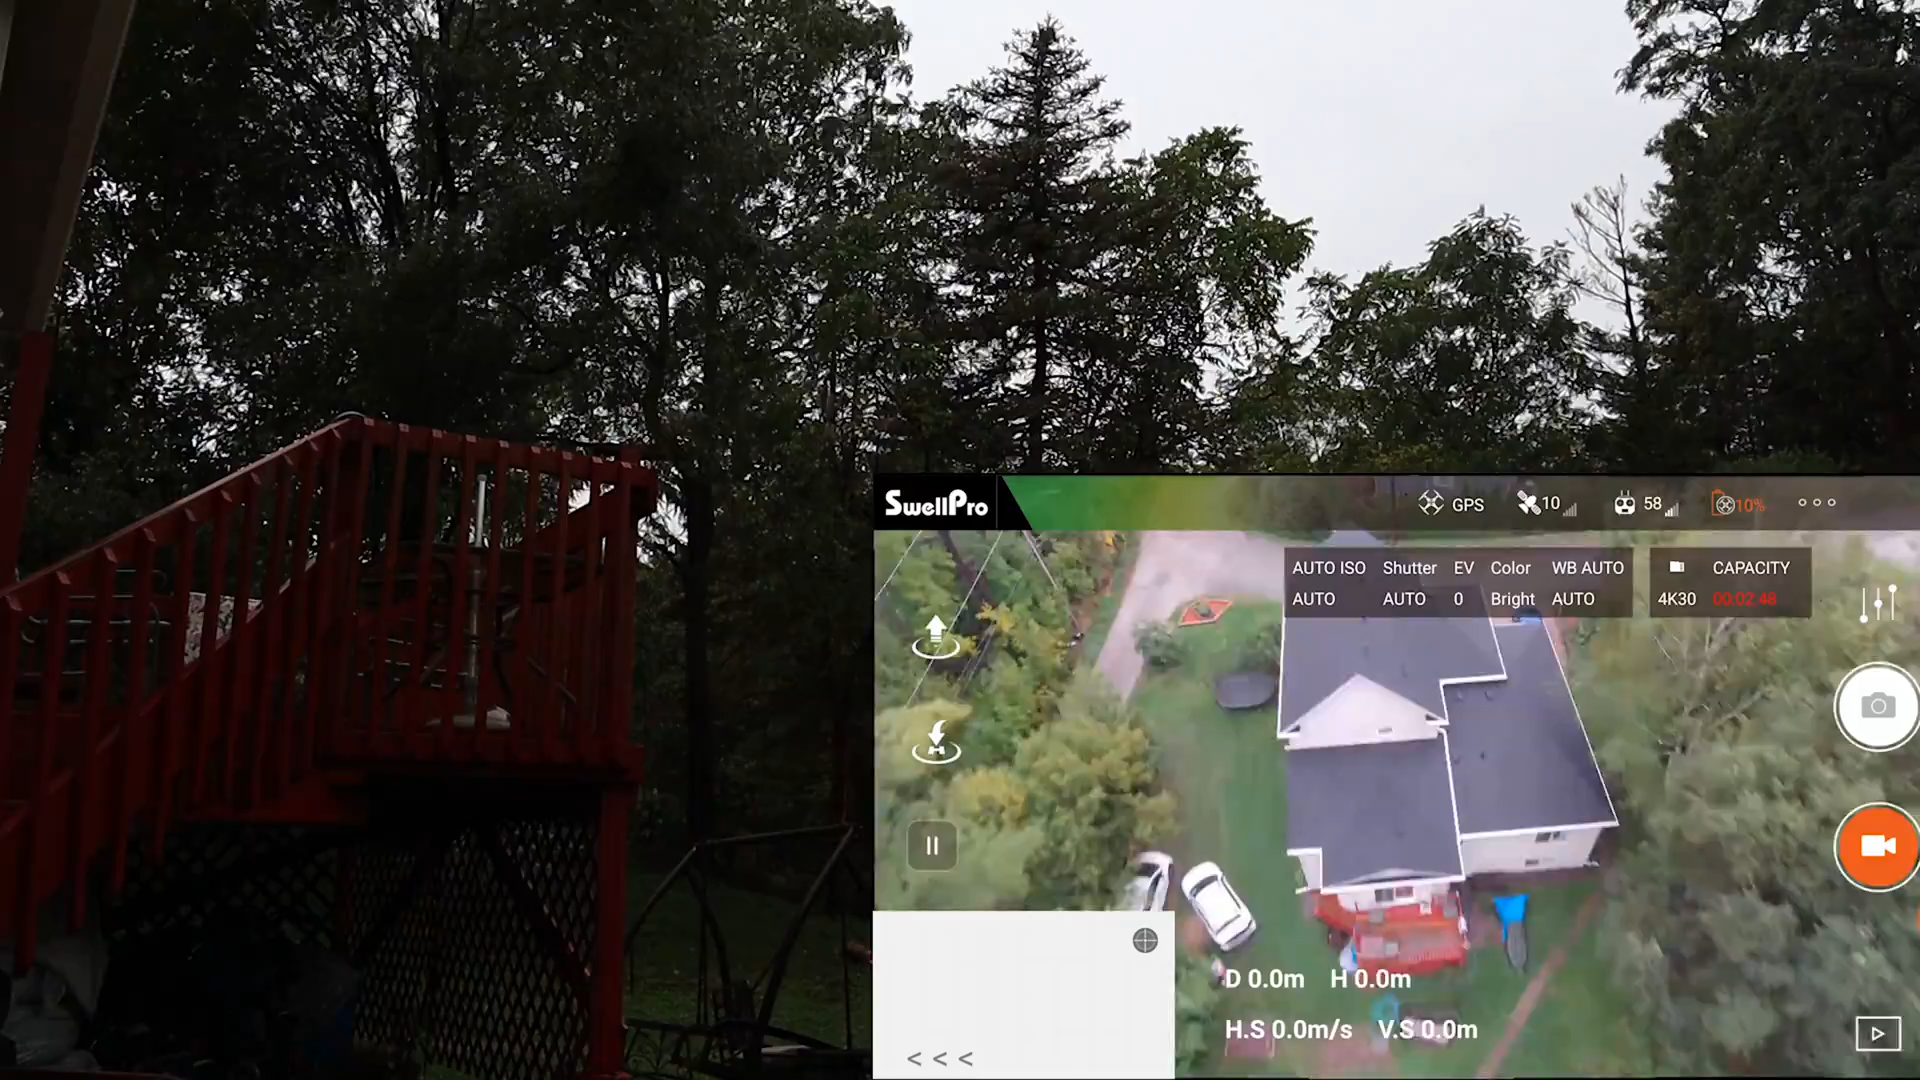 SwellPro
GPS 10 58 10%
AUTO ISO Shutter EV Color WB AUTO CAPACITY
AUTO AUTO 0 Bright AUTO 4K30 00:02:48
D 0.0m H 0.0m
H.S 0.0m/s V.S 0.0m
<<<